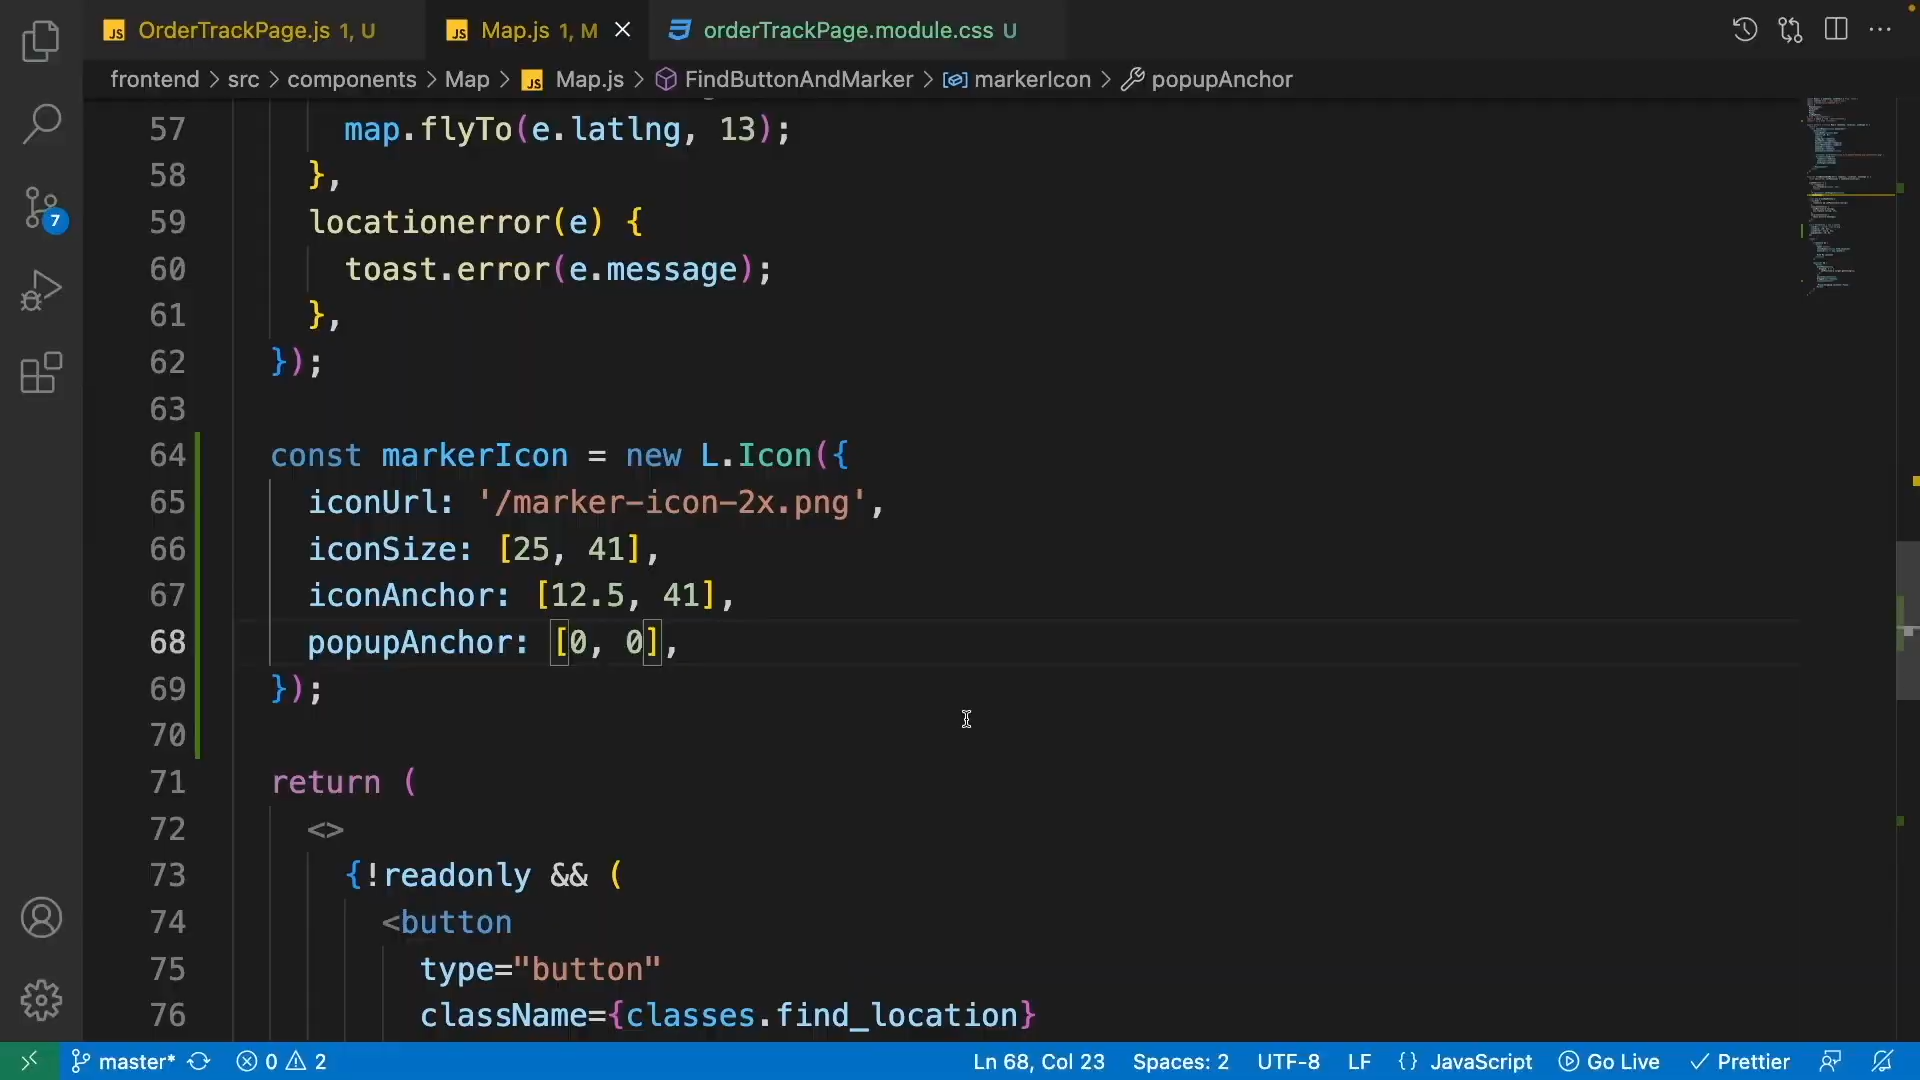 OrderTrackPage.js 1, U
Map.js 1, M
orderTrackPage.module.css U
frontend > src > components > Map > Map.js > FindButtonAndMarker > markerIcon > popupAnchor
57 map.flyTo(e.latlng, 13);
58 },
59 locationerror(e) {
60 toast.error(e.message);
61 },
62 });
63
64 const markerIcon = new L.Icon({
65 iconUrl: '/marker-icon-2x.png',
66 iconSize: [25, 41],
67 iconAnchor: [12.5, 41],
68 popupAnchor: [0, 0],
69 });
70
71 return (
72 <>
73 {!readonly && (
74 <button
75 type="button"
76 className={classes.find_location}
7
master* 0 2 Ln 68, Col 23 Spaces: 2 UTF-8 LF {} JavaScript Go Live Prettier